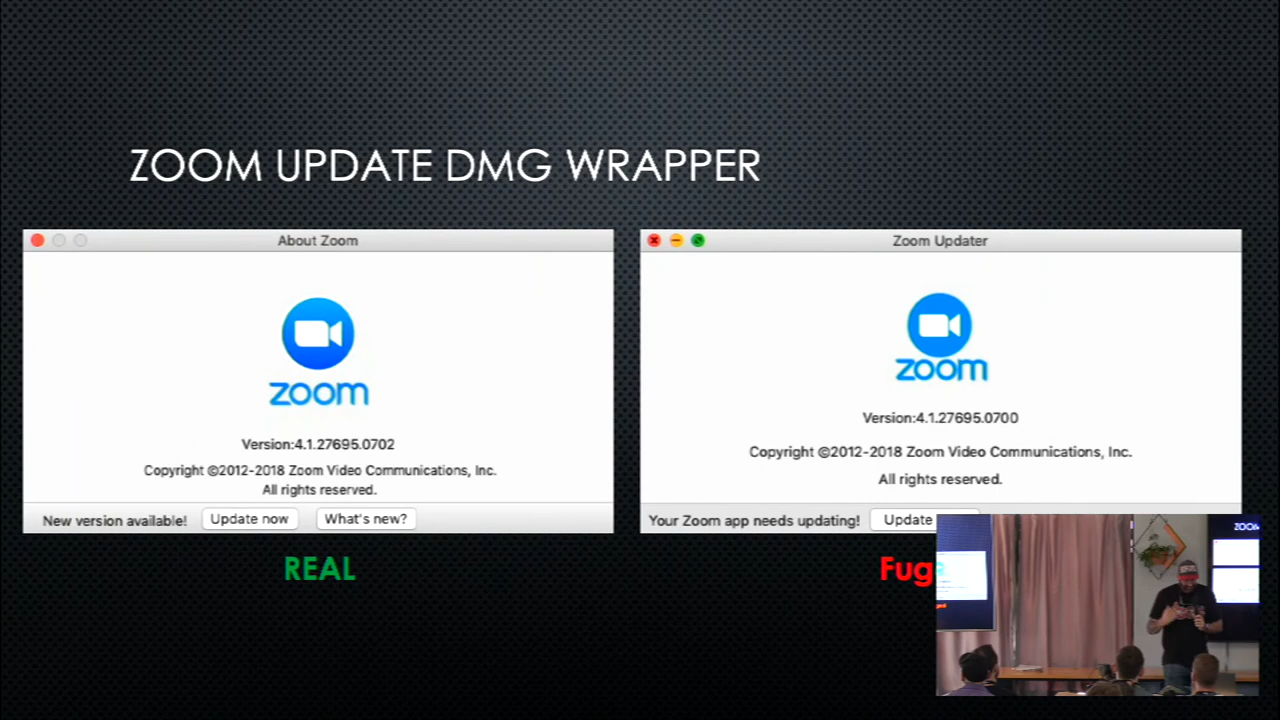 ZOOM UPDATE DMG WRAPPER
About Zoom
zoom
Version:4.1.27695.0702
Copyright ©2012-2018 Zoom Video Communications, Inc.
All rights reserved.
New version available! Update now What's new?
REAL
Zoom Updater
zoom
Version:4.1.27695.0700
Copyright ©2012-2018 Zoom Video Communications, Inc.
All rights reserved.
Your Zoom app needs updating! Update
ZOOM